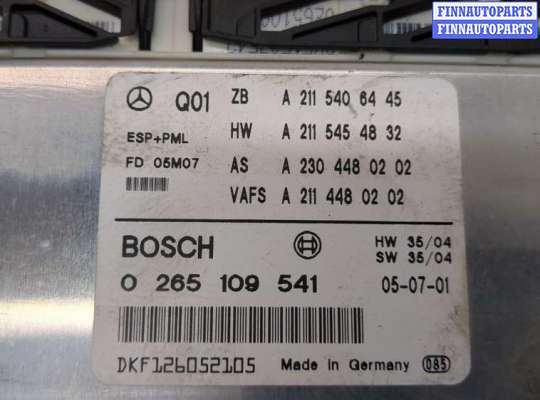 FINNAUTOPARTS
FINNAUTOPARTS
Q01 ZB A 211 540 64 45
ESP+PML HW A 211 545 48 32
FD 05M07 AS A 230 448 02 02
VAFS A 211 448 02 02
BOSCH HW 35/04
SW 35/04
0 265 109 541 05-07-01
DKF126052105 Made in Germany 085